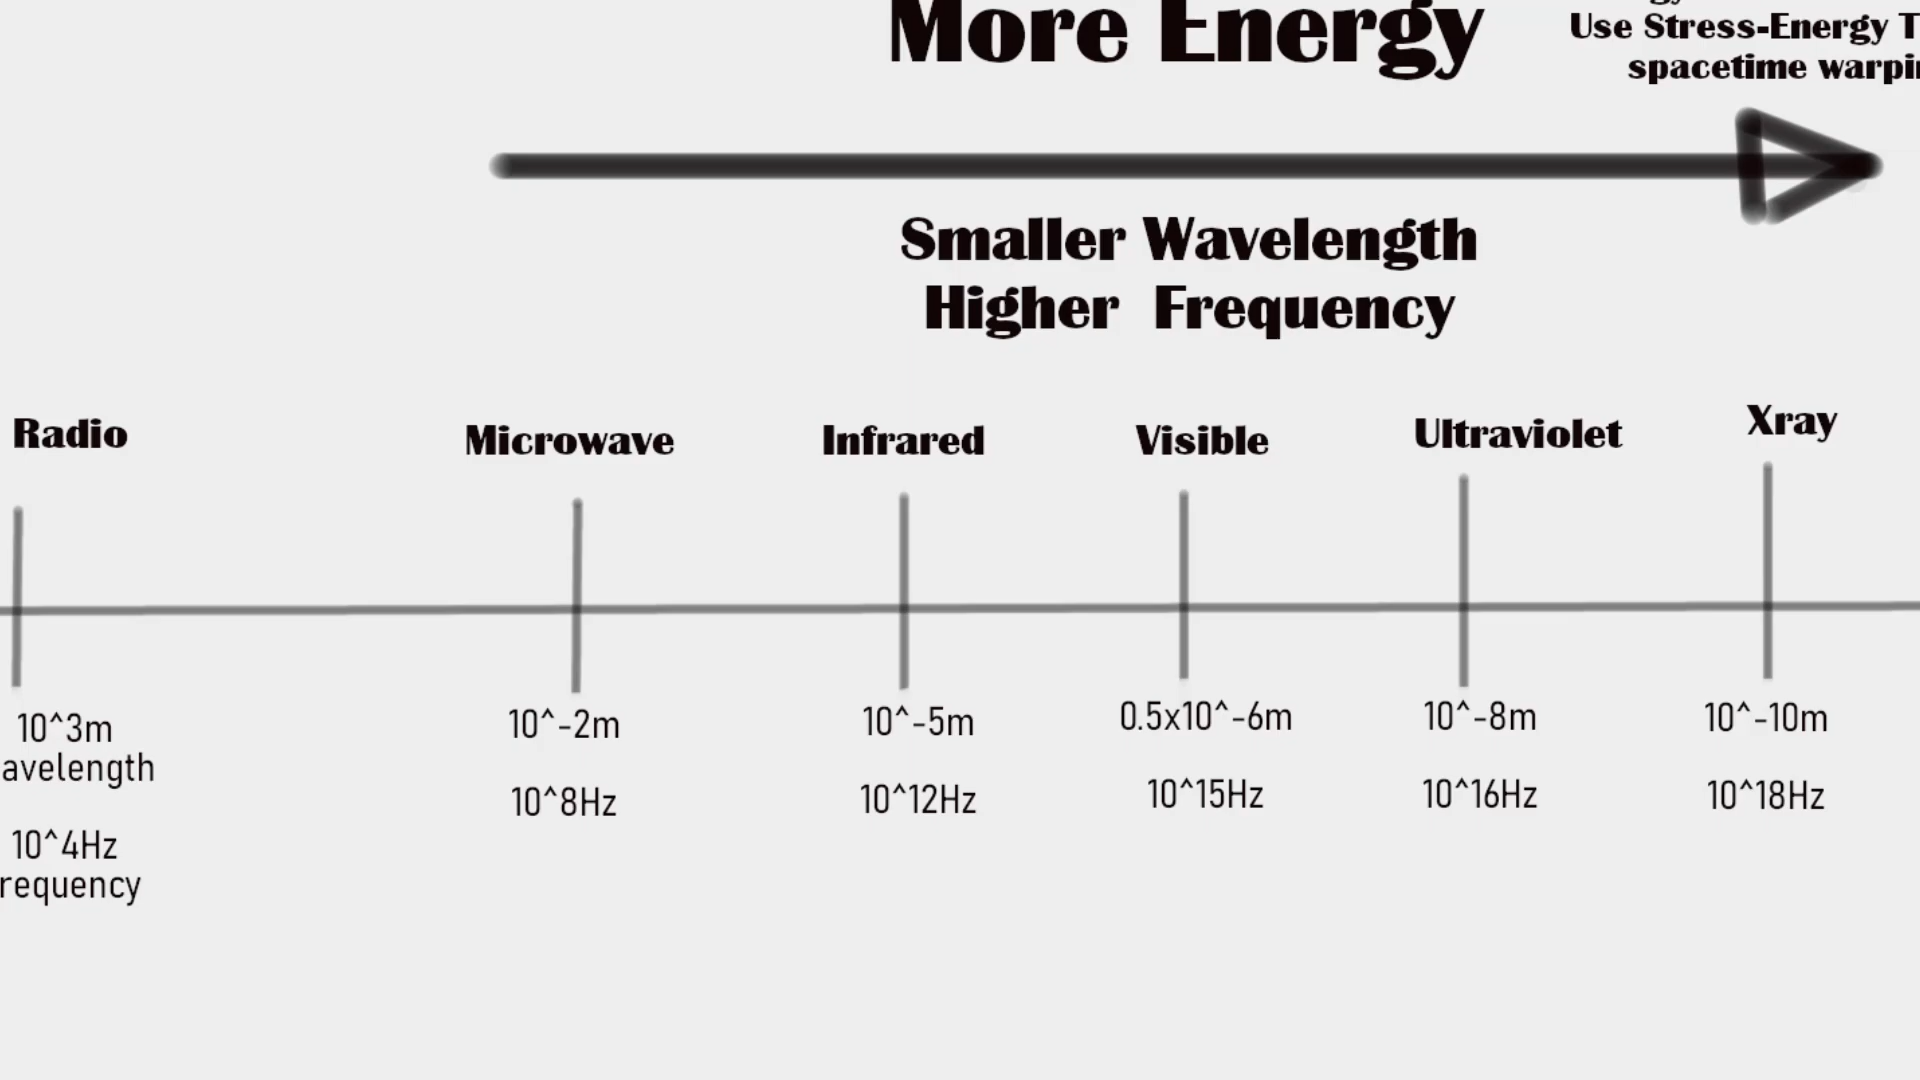 More Energy
Use Stress-Energy
spacetime
Smaller Wavelength
Higher Frequency
Radio
Microwave
Infrared
Visible
Ultraviolet
Xray
10^3m
avelength
10^4Hz
requency
10^-2m
10^8Hz
10^-5m
10^12Hz
0.5x10^-6m
10^15Hz
10^-8m
10^16Hz
10^-10m
10^18Hz